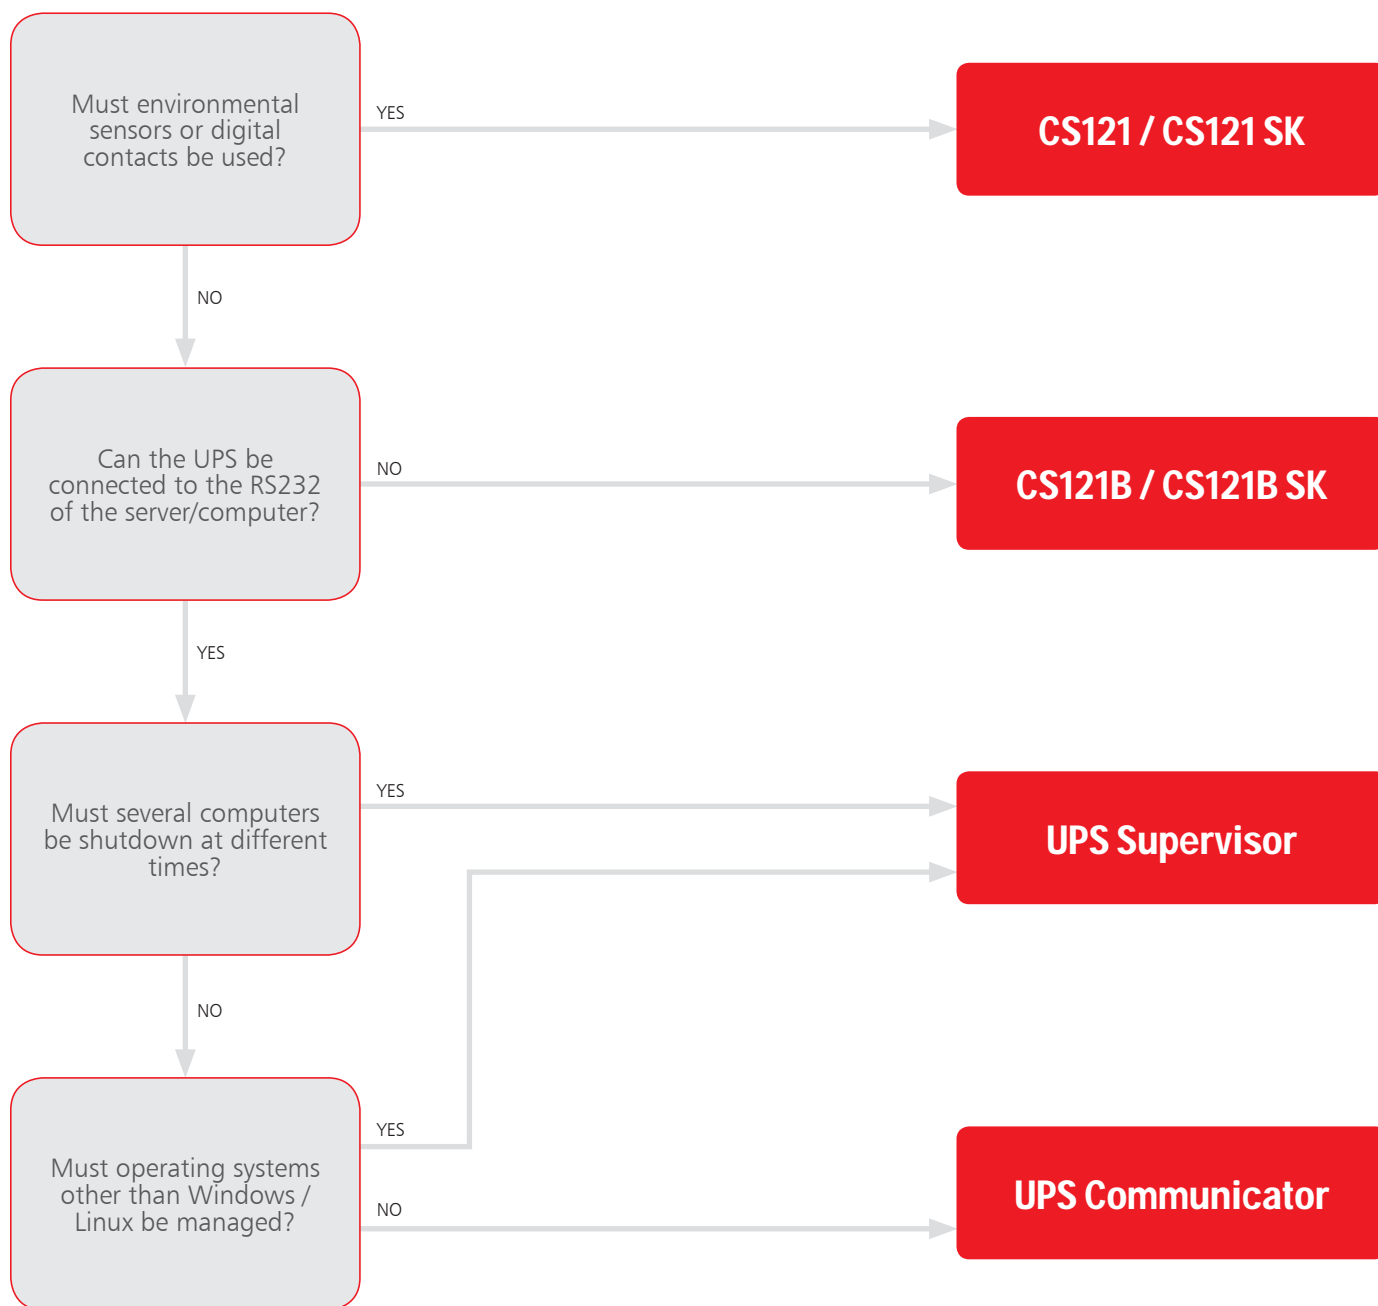 Must environmental
sensors or digital
contacts be used?
YES
CS121 / CS121 SK
NO
Can the UPS be
connected to the RS232
of the server/computer?
NO
CS121B / CS121B SK
YES
Must several computers
be shutdown at different
times?
YES
UPS Supervisor
NO
Must operating systems
other than Windows /
Linux be managed?
YES
NO
UPS Communicator